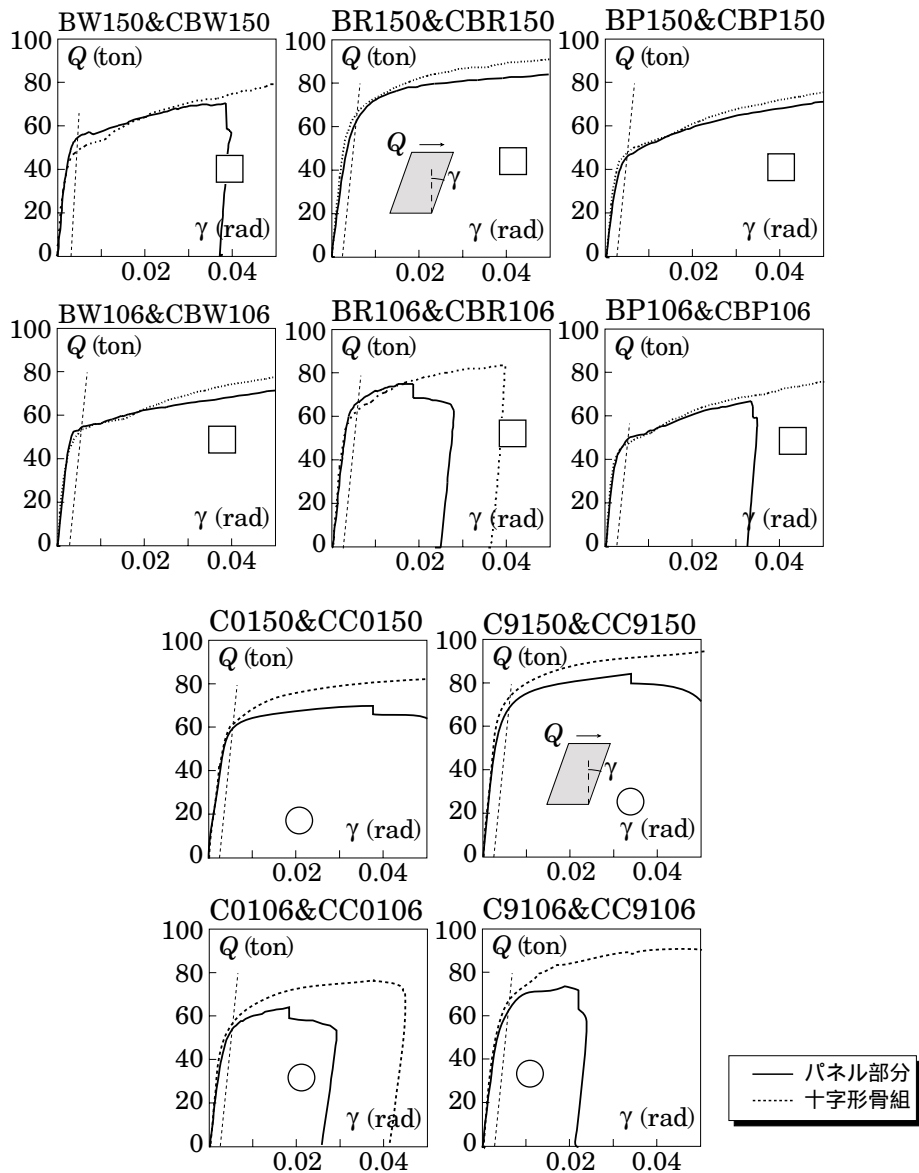 BW150&CBW150
100
Q (ton)
80
60
40
20
γ (rad)
0
0.02 0.04
BR150&CBR150
100
Q (ton)
80
60
Q
40
γ
20
γ (rad)
0
0.02 0.04
BP150&CBP150
100
Q (ton)
80
60
40
20
γ (rad)
0
0.02 0.04
BW106&CBW106
100
Q (ton)
80
60
40
20
γ (rad)
0
0.02 0.04
BR106&CBR106
100
Q (ton)
80
60
40
20
γ (rad)
0
0.02 0.04
BP106&CBP106
100
Q (ton)
80
60
40
20
γ (rad)
0
0.02 0.04
C0150&CC0150
100
Q (ton)
80
60
40
20
γ (rad)
0
0.02 0.04
C9150&CC9150
100
Q (ton)
80
60
Q
40
γ
20
γ (rad)
0
0.02 0.04
C0106&CC0106
100
Q (ton)
80
60
40
20
γ (rad)
0
0.02 0.04
C9106&CC9106
100
Q (ton)
80
60
40
20
γ (rad)
0
0.02 0.04
パネル部分
十字形骨組